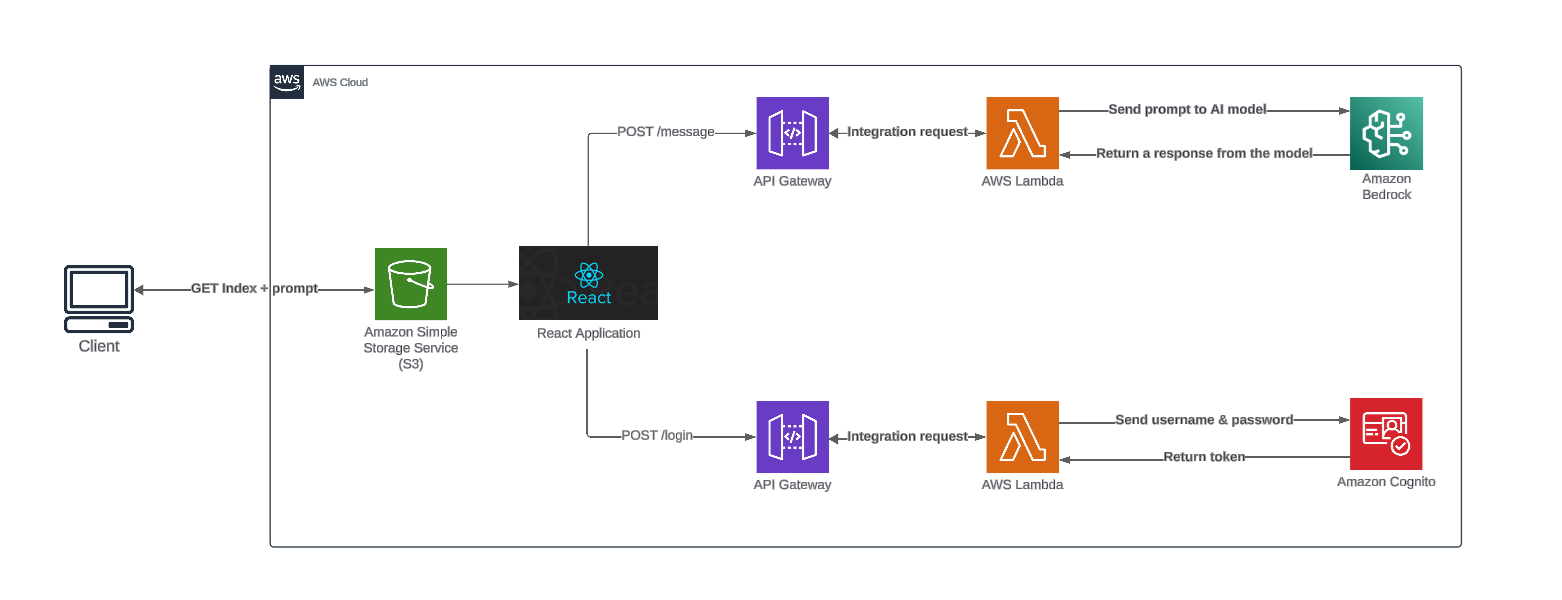 aws
AWS Cloud
POST /message
API Gateway
Integration request
AWS Lambda
Send prompt to AI model
Return a response from the model
Amazon
Bedrock
Client
GET Index + prompt
Amazon Simple
Storage Service
(S3)
React
React Application
POST /login
API Gateway
Integration request
AWS Lambda
Send username & password
Return token
Amazon Cognito